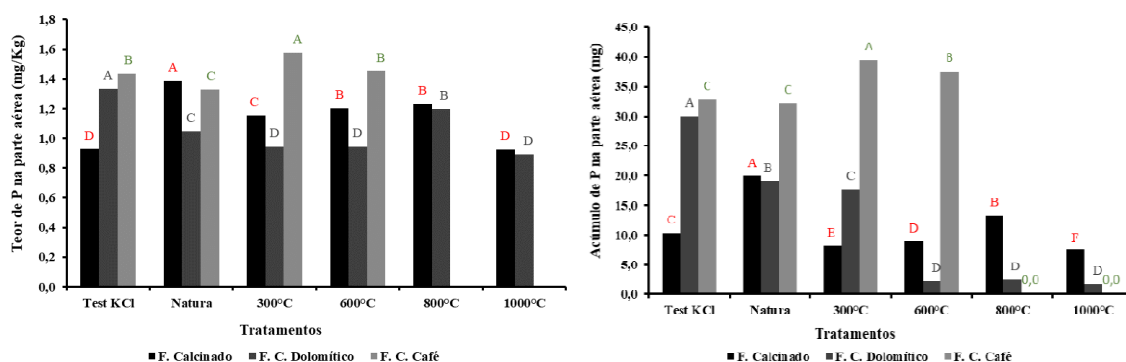 Teor de P na parte aérea (mg/Kg)
1,8
1,6
1,4
1,2
1,0
0,8
0,6
0,4
0,2
0,0
D A B
A C C
C D A
B D B
B B
D D
Test KCl Natura 300°C 600°C 800°C 1000°C
Tratamentos
F. Calcinado F. C. Dolomítico F. C. Café
Acúmulo de P na parte aérea (mg)
45,0
40,0
35,0
30,0
25,0
20,0
15,0
10,0
5,0
0,0
C A C
A B C
E C A
D D B
B D 0,0
F D 0,0
Test KCl Natura 300°C 600°C 800°C 1000°C
Tratamentos
F. Calcinado F. C. Dolomítico F. C. Café